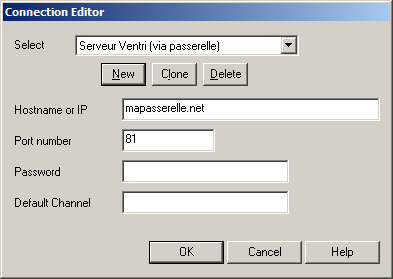 Connection Editor
Select Serveur Ventri (via passerelle)
New Clone Delete
Hostname or IP mapasserelle.net
Port number 81
Password
Default Channel
OK Cancel Help